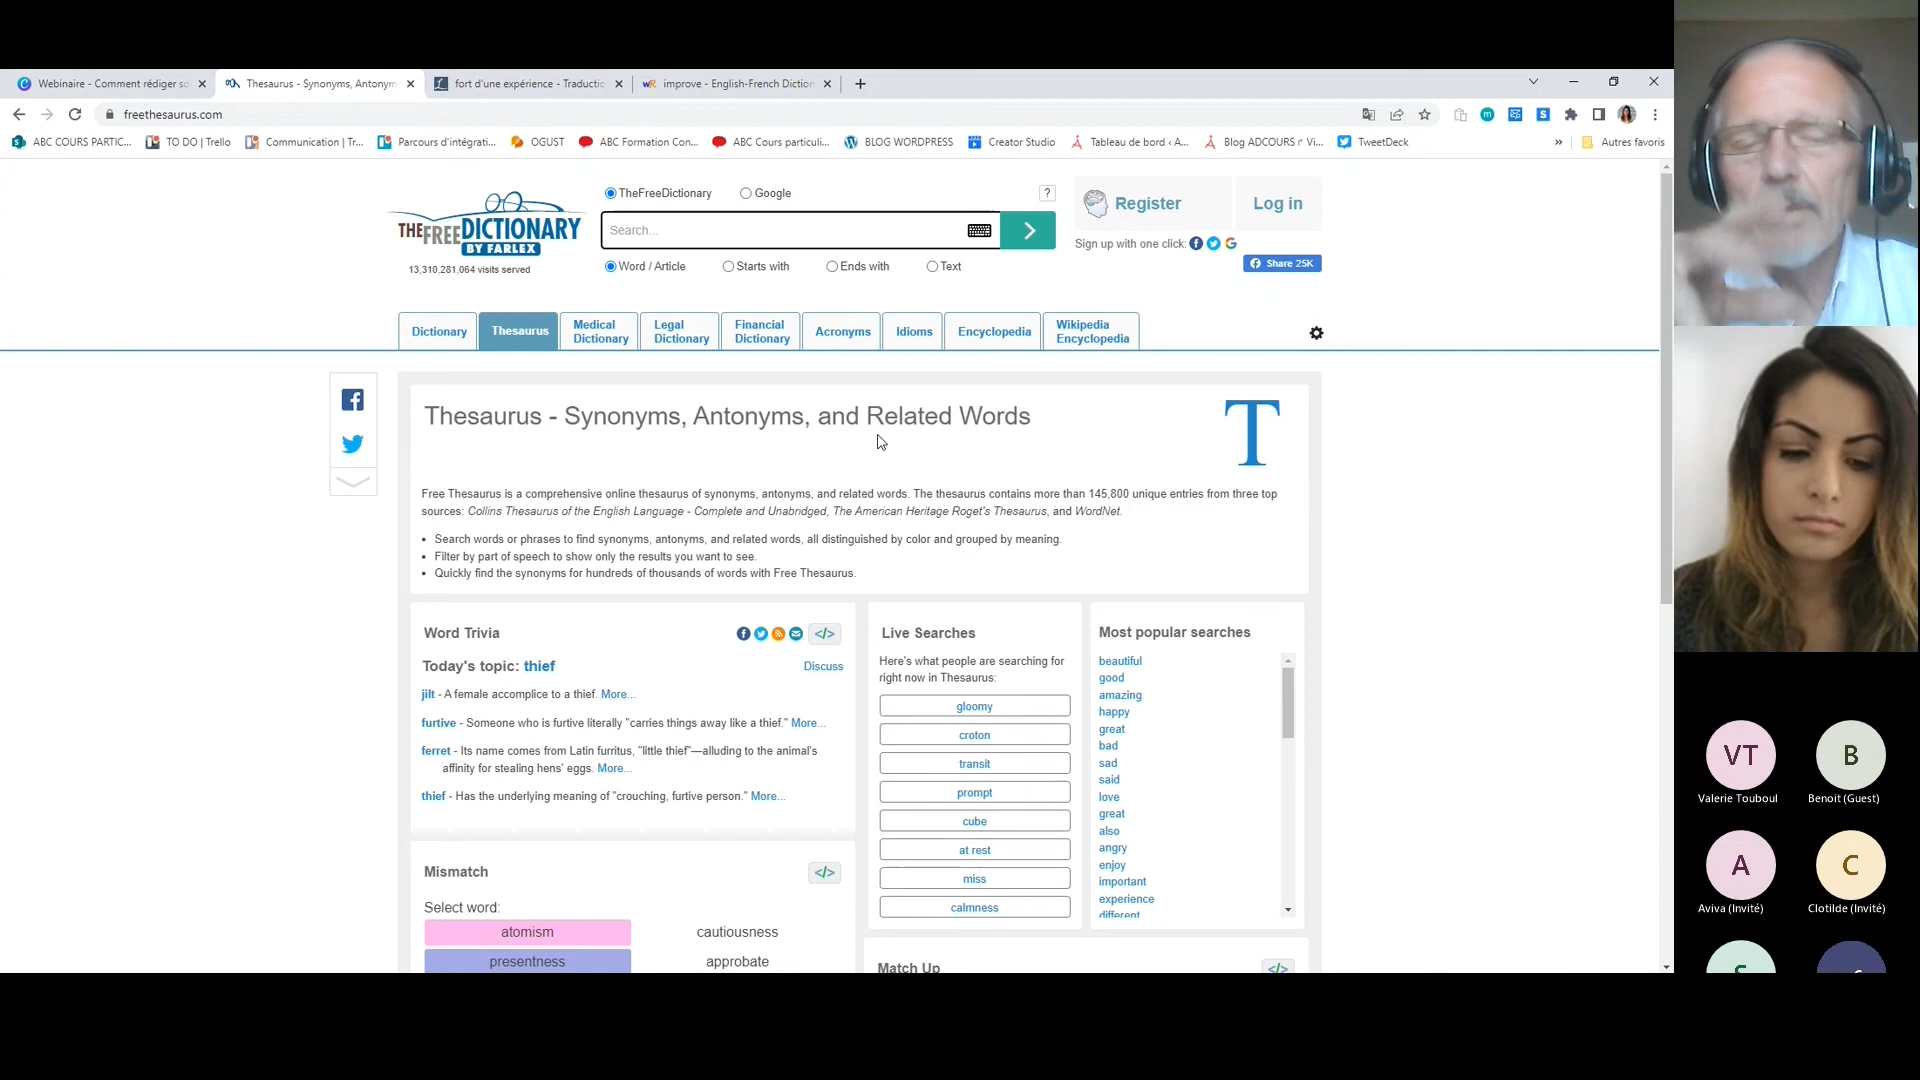 Webinaire - Comment rédiger so
Thesaurus - Synonyms, Antonym
fort d'une expérience - Traductio
improve - English-French Diction
freethesaurus.com
ABC COURS PARTIC...
TO DO | Trello
Communication | Tr...
Parcours d'intégrati...
OGUST
ABC Formation Con...
ABC Cours particuli...
BLOG WORDPRESS
Creator Studio
Tableau de bord ‹ A...
Blog ADCOURS l* Vi...
TweetDeck
»
Autres favoris
THEFREEDICTIONARY
BY FARLEX
13,310,281,064 visits served
TheFreeDictionary
Google
?
Search...
Word / Article
Starts with
Ends with
Text
Register
Log in
Sign up with one click:
Share 25K
Dictionary
Thesaurus
Medical
Dictionary
Legal
Dictionary
Financial
Dictionary
Acronyms
Idioms
Encyclopedia
Wikipedia
Encyclopedia
Thesaurus - Synonyms, Antonyms, and Related Words
T
Free Thesaurus is a comprehensive online thesaurus of synonyms, antonyms, and related words. The thesaurus contains more than 145,800 unique entries from three top
sources: Collins Thesaurus of the English Language - Complete and Unabridged, The American Heritage Roget's Thesaurus, and WordNet.
• Search words or phrases to find synonyms, antonyms, and related words, all distinguished by color and grouped by meaning.
• Filter by part of speech to show only the results you want to see.
• Quickly find the synonyms for hundreds of thousands of words with Free Thesaurus.
Word Trivia
</>
Today's topic: thief
Discuss
jilt - A female accomplice to a thief. More...
furtive - Someone who is furtive literally "carries things away like a thief." More...
ferret - Its name comes from Latin furritus, "little thief"—alluding to the animal's
affinity for stealing hens' eggs. More...
thief - Has the underlying meaning of "crouching, furtive person." More...
Mismatch
</>
Select word:
atomism
cautiousness
presentness
approbate
Live Searches
Here's what people are searching for
right now in Thesaurus:
gloomy
croton
transit
prompt
cube
at rest
miss
calmness
Most popular searches
beautiful
good
amazing
happy
great
bad
sad
said
love
great
also
angry
enjoy
important
experience
different
Match Up
</>
VT
Valerie Touboul
B
Benoit (Guest)
A
Aviva (Invité)
C
Clotilde (Invité)